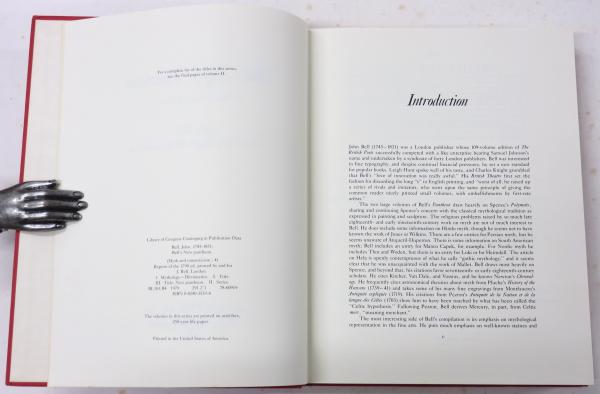 For a complete list of the titles in this series,
see the final pages of volume II.
Library of Congress Cataloging in Publication Data
Bell, John, 1745-1831.
Bell's New pantheon.
(Myth and romanticism ; 4)
Reprint of the 1790 ed. printed by and for
J. Bell, London.
1. Mythology—Dictionaries. I. Title.
II. Title: New pantheon. II. Series.
BL303.B4 1979
The volumes in this series are printed on acid-free,
250-year-life paper.
Printed in the United States of America
Introduction
John Bell (1745–1831) was a London publisher whose 109-volume edition of The
British Poets successfully competed with a like enterprise bearing Samuel Johnson's
name and undertaken by a syndicate of forty London publishers. Bell was interested
in fine typography, and despite continual financial pressures, he set a new standard
for popular books. Leigh Hunt spoke well of his taste, and Charles Knight grumbled
that Bell's "love of innovation was really awful." His British Theatre first set the
fashion for discarding the long "s" in English printing, and "worst of all, he raised up
a series of rivals and imitators, who went upon the same principle of giving the common
reader nicely printed small volumes, with embellishments by first-rate
artists."
The two large volumes of Bell's Pantheon draw heavily on Spence's Polymetis,
sharing and continuing Spence's concern with the classical mythological tradition as
expressed in painting and sculpture. The religious problems raised by so much late
eighteenth- and early nineteenth-century work on myth are not of much interest to
Bell. He does include some information on Hindu myth, though he seems not to have
known the work of Jones or Wilkins. There are a few entries for Persian myth, but he
seems unaware of Anquetil-Duperron. There is some information on South American
myth; Bell includes an entry for Manco Capach, for example. For Nordic myth he
includes Thor and Woden, but there is no entry for Loke or for Heimdall. The article
on Hela is openly contemptuous of what he calls "gothic mythology," and it seems
clear that he was unacquainted with the work of Mallet. Bell draws most heavily on
Spence, and beyond that, his citations favor seventeenth- or early eighteenth-century
scholars. He cites Kircher, Van Dale, and Vossius, and he knows Newton's Chronology.
He frequently cites antimonial theories about myth from Pluche's History of the
Heavens (1739–41) and takes some of his many fine engravings from Montfaucon's
Antiquité expliquée (1719). His citations from Pezron's Antiquité de la Nation et de la
langue des Celtes (1703) show him to have been touched by what has been called the
"Celtic hypothesis." Following Pezron, Bell derives Mercury, in part, from Celtic
merc, "meaning merchant."
The most interesting side of Bell's compilation is its emphasis on mythological
representation in the fine arts. He puts much emphasis on well-known statues and